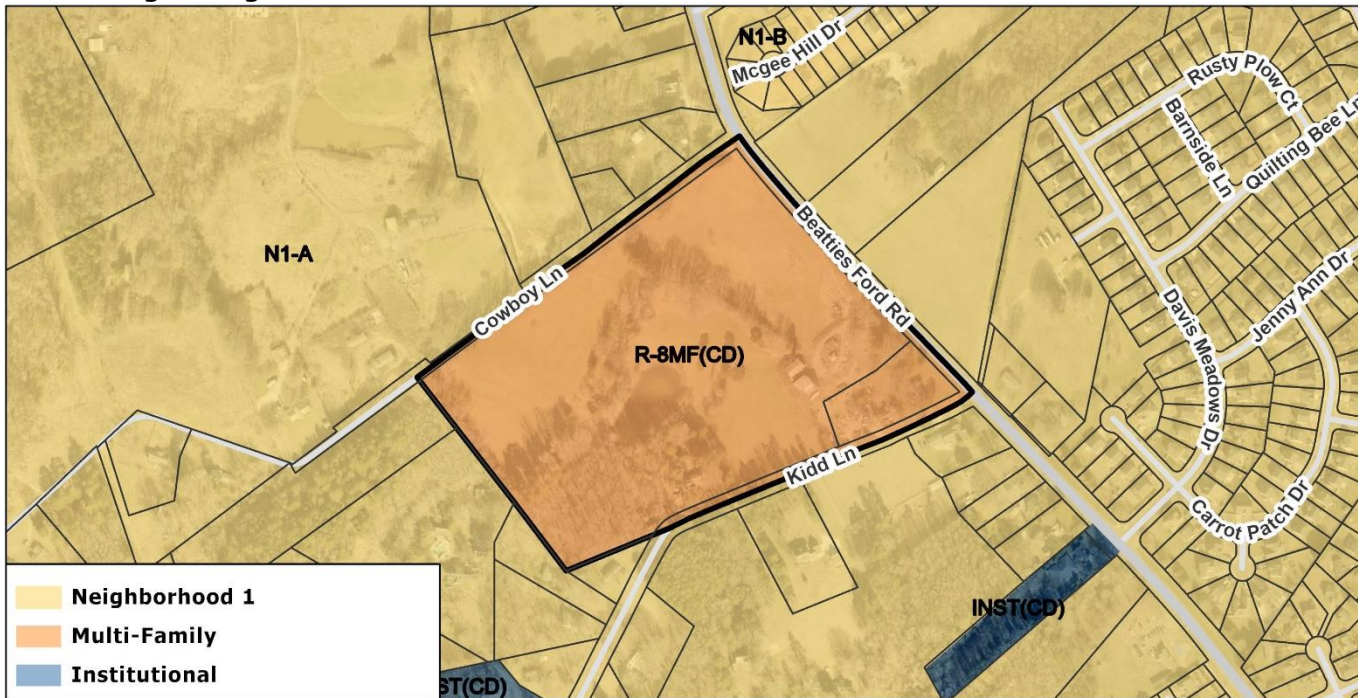 N1-B
Mcgee Hill Dr
Rusty Plow Ct
Barnside Ln
Quilting Bee Ln
N1-A
Cowboy Ln
Beatties Ford Rd
Davis Meadows Dr
Jenny Ann Dr
R-8MF(CD)
Kidd Ln
Carrot Patch Dr
INST(CD)
ST(CD)
Neighborhood 1
Multi-Family
Institutional